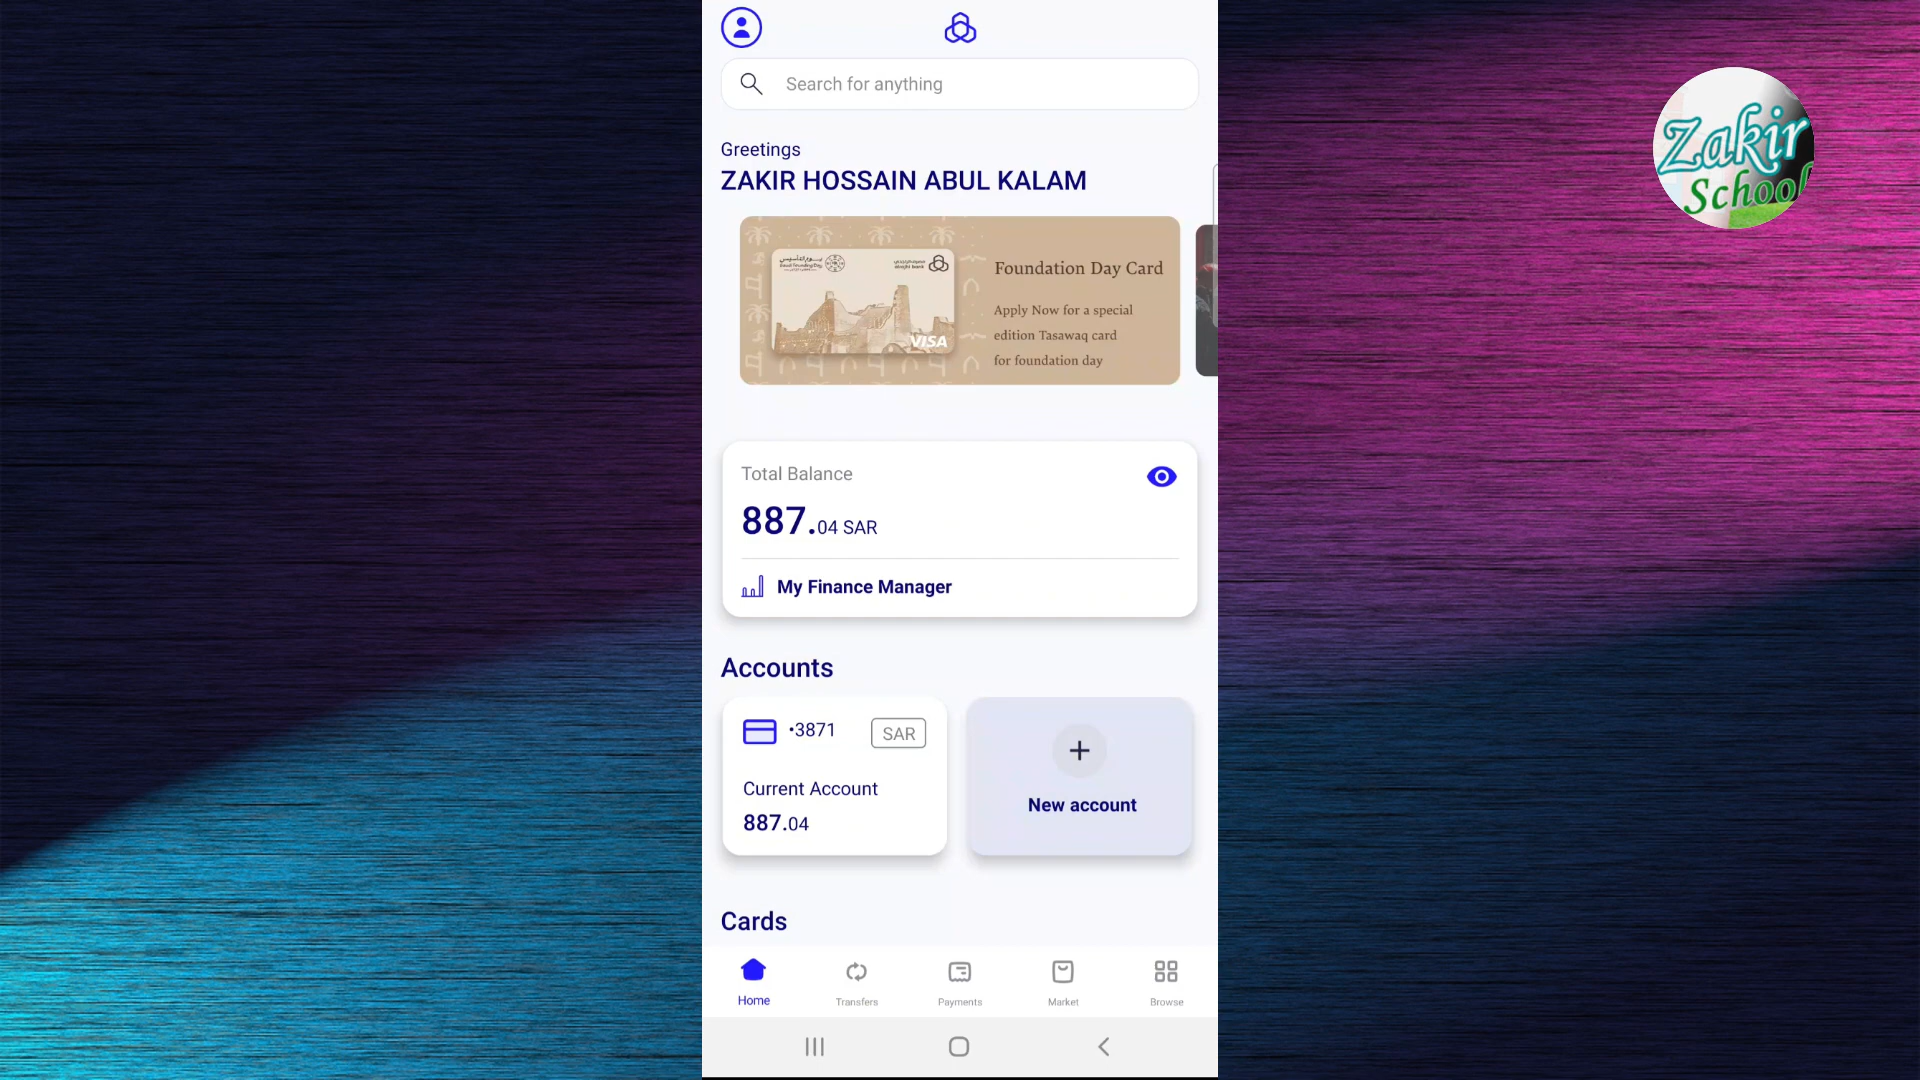 Search for anything
Zakir
School
Greetings
ZAKIR HOSSAIN ABUL KALAM
alrajhi bank
Foundation Day Card
Apply Now for a special
edition Tasawaq card
for foundation day
VISA
Total Balance
887.04 SAR
My Finance Manager
Accounts
•3871
SAR
Current Account
887.04
+
New account
Cards
Home
Transfers
Payments
Market
Browse